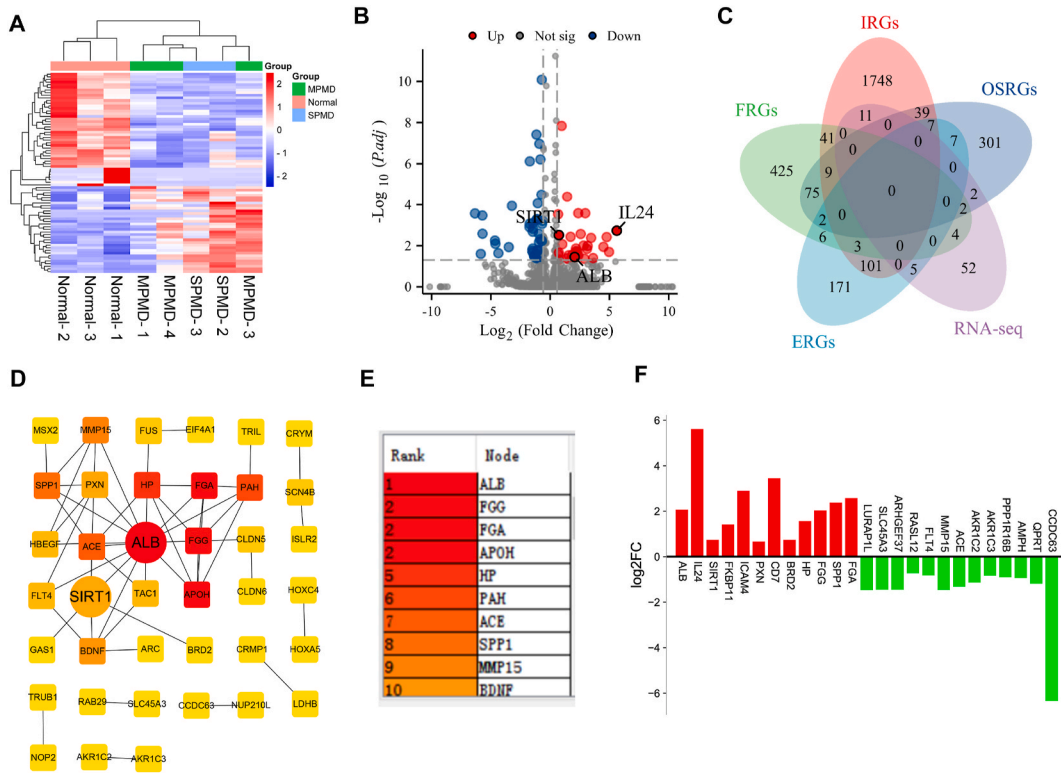 A
Group
2
1
0
- 1
- 2
Group
MPMD
Normal
SPMD
Normal- 2
Normal- 3
Normal- 1
MPMD- 1
MPMD- 4
SPMD- 3
SPMD- 2
MPMD- 3
B
Up Not sig Down
-Log 10 (P.adj )
10
8
6
4
2
0
SIRT1
IL24
ALB
-10 -5 0 5 10
Log2 (Fold Change)
C
IRGs
OSRGs
FRGs
ERGs
RNA-seq
1748
11 0 39
41 0 0 7 7 301
425 9 0
75 0 0 2
2 0 2
6 3 0 0 4
101 0 5 52
171
D
MSX2 MMP15 FUS EIF4A1 TRIL CRYM
SPP1 PXN HP FGA PAH SCN4B
HBEGF ACE ALB FGG CLDN5 ISLR2
FLT4 SIRT1 TAC1 APOH CLDN6 HOXC4
GAS1 BDNF ARC BRD2 CRMP1 HOXA5
TRUB1 RAB29 SLC45A3 CCDC63 NUP210L LDHB
NOP2 AKR1C2 AKR1C3
E
Rank Node
1 ALB
2 FGG
2 FGA
2 APOH
5 HP
6 PAH
7 ACE
8 SPP1
9 MMP15
10 BDNF
F
log2FC
6
4
2
0
-2
-4
-6
ALB
IL24
SIRT1
FKBP11
ICAM4
PXN
CD7
BRD2
HP
FGG
SPP1
FGA
LURAP1L
SLC45A3
ARHGEF37
RASL12
FLT4
MMP15
ACE
AKR1C2
AKR1C3
PPP1R16B
AMPH
QPRT
CCDC63